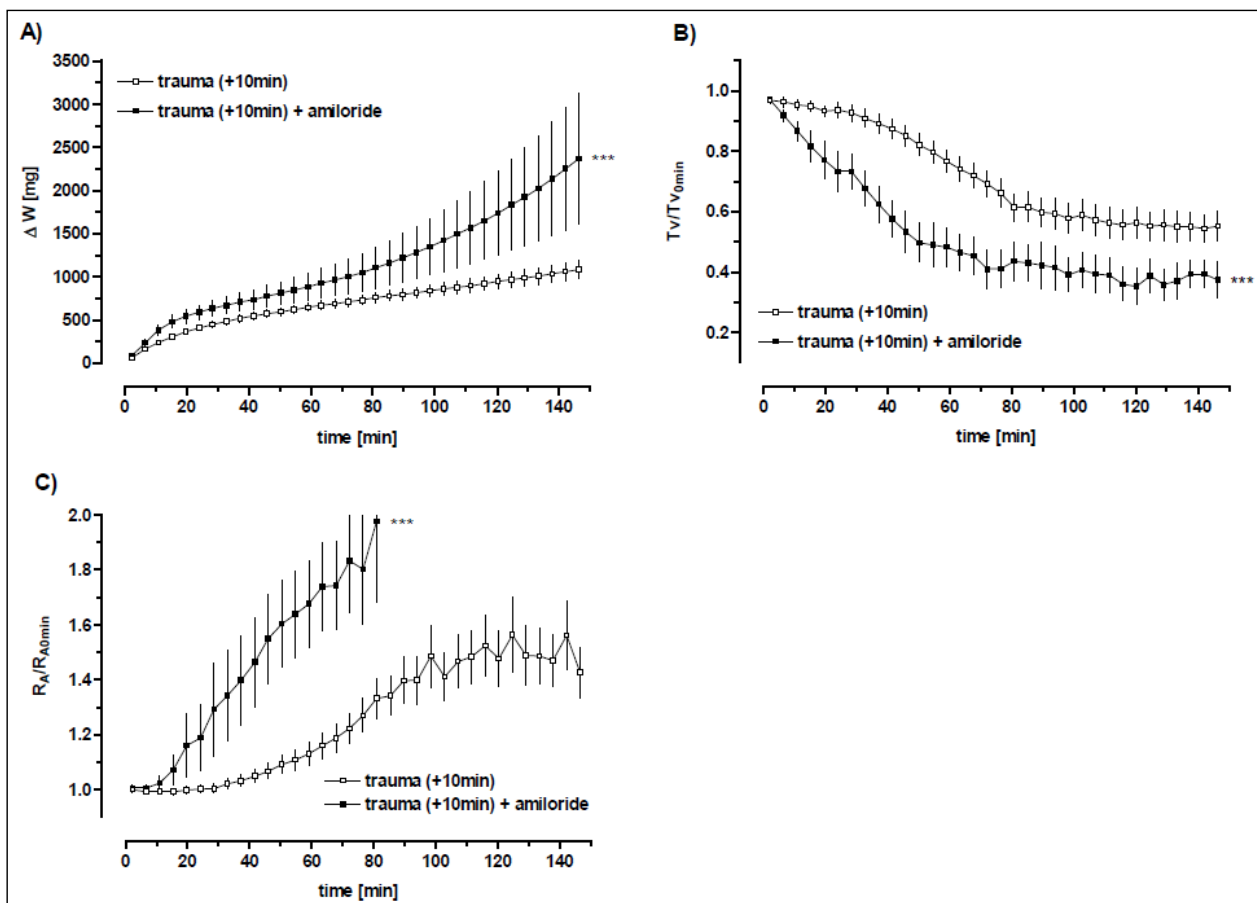 A)
3500
3000
2500
2000
1500
1000
500
0
Δ W [mg]
trauma (+10min)
trauma (+10min) + amiloride
***
0 20 40 60 80 100 120 140
time [min]
B)
1.0
0.8
0.6
0.4
0.2
Tv/Tv0min
trauma (+10min)
trauma (+10min) + amiloride
***
0 20 40 60 80 100 120 140
time [min]
C)
2.0
1.8
1.6
1.4
1.2
1.0
RA/RA0min
***
trauma (+10min)
trauma (+10min) + amiloride
0 20 40 60 80 100 120 140
time [min]